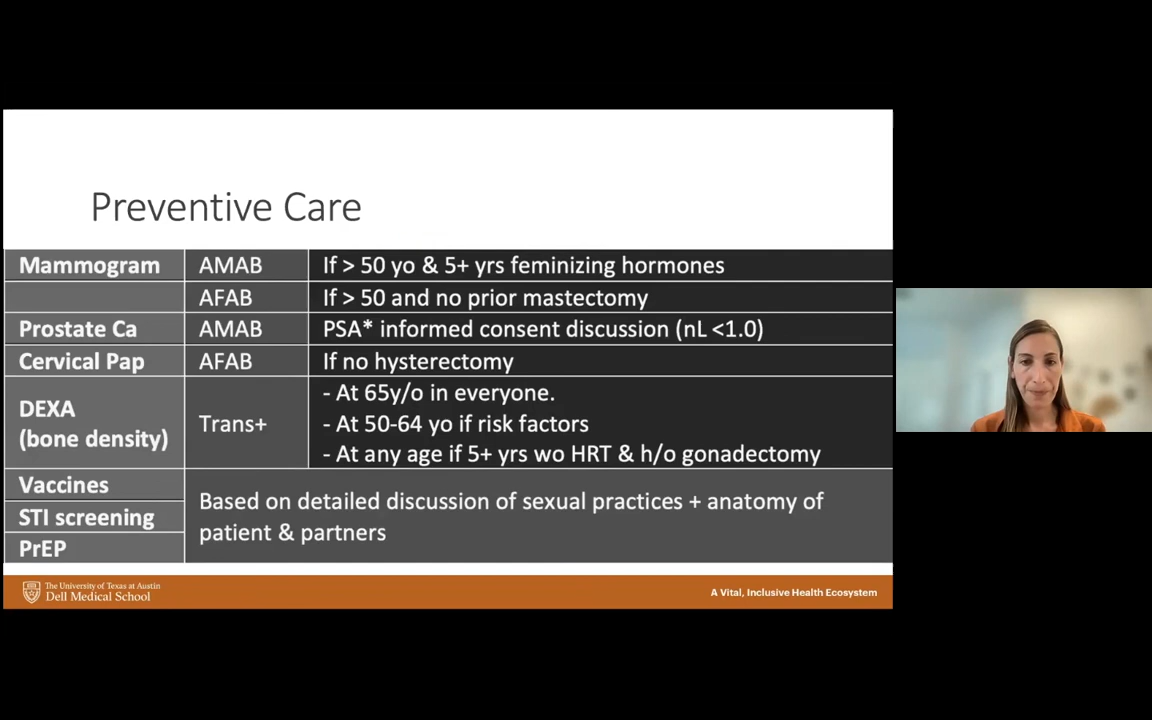 Preventive Care
Mammogram AMAB If > 50 yo & 5+ yrs feminizing hormones
AFAB If > 50 and no prior mastectomy
Prostate Ca AMAB PSA* informed consent discussion (nL <1.0)
Cervical Pap AFAB If no hysterectomy
DEXA
(bone density)
Trans+
- At 65y/o in everyone.
- At 50-64 yo if risk factors
- At any age if 5+ yrs wo HRT & h/o gonadectomy
Vaccines
STI screening
PrEP
Based on detailed discussion of sexual practices + anatomy of
patient & partners
The University of Texas at Austin
Dell Medical School
A Vital, Inclusive Health Ecosystem